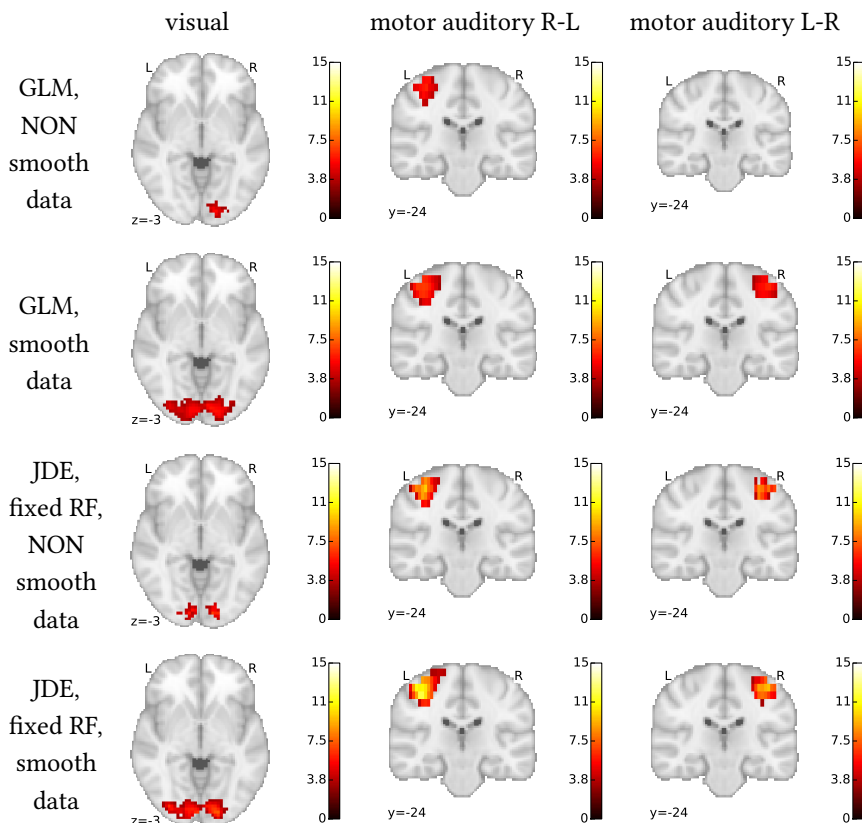 visual motor auditory R-L motor auditory L-R
GLM,
NON
smooth
data
L R
z=-3
15
11
7.5
3.8
0
L R
y=-24
15
11
7.5
3.8
0
L R
y=-24
15
11
7.5
3.8
0
GLM,
smooth
data
L R
z=-3
15
11
7.5
3.8
0
L R
y=-24
15
11
7.5
3.8
0
L R
y=-24
15
11
7.5
3.8
0
JDE,
fixed RF,
NON
smooth
data
L R
z=-3
15
11
7.5
3.8
0
L R
y=-24
15
11
7.5
3.8
0
L R
y=-24
15
11
7.5
3.8
0
JDE,
fixed RF,
smooth
data
L R
z=-3
15
11
7.5
3.8
0
L R
y=-24
15
11
7.5
3.8
0
L R
y=-24
15
11
7.5
3.8
0